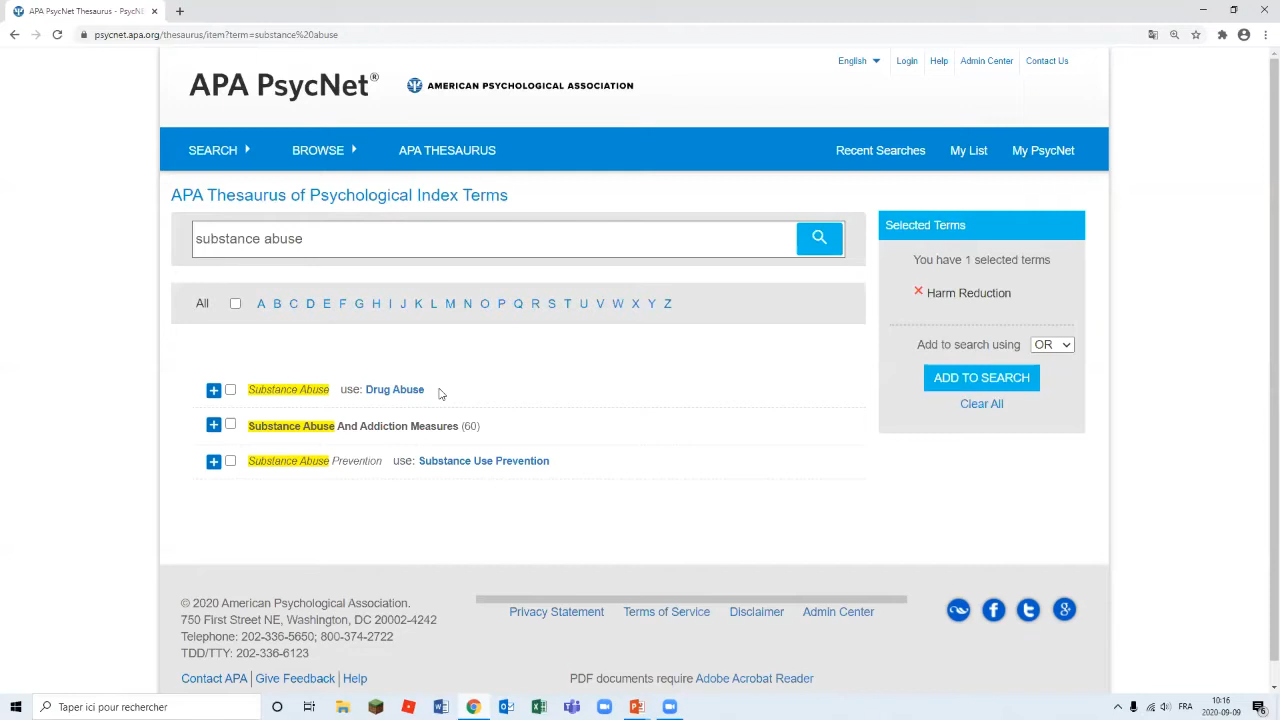 APA PsycNet Thesaurus - PsycNE
psycnet.apa.org/thesaurus/item?term=substance%20abuse
English Login Help Admin Center Contact Us
APA PsycNet® AMERICAN PSYCHOLOGICAL ASSOCIATION
SEARCH BROWSE APA THESAURUS Recent Searches My List My PsycNet
APA Thesaurus of Psychological Index Terms
substance abuse
Selected Terms
You have 1 selected terms
Harm Reduction
All A B C D E F G H I J K L M N O P Q R S T U V W X Y Z
Add to search using OR
ADD TO SEARCH
Clear All
Substance Abuse use: Drug Abuse
Substance Abuse And Addiction Measures (60)
Substance Abuse Prevention use: Substance Use Prevention
© 2020 American Psychological Association.
750 First Street NE, Washington, DC 20002-4242
Telephone: 202-336-5650; 800-374-2722
TDD/TTY: 202-336-6123
Contact APA | Give Feedback | Help
Privacy Statement Terms of Service Disclaimer Admin Center
PDF documents require Adobe Acrobat Reader
Taper ici pour rechercher
FRA
10:16
2020-09-09